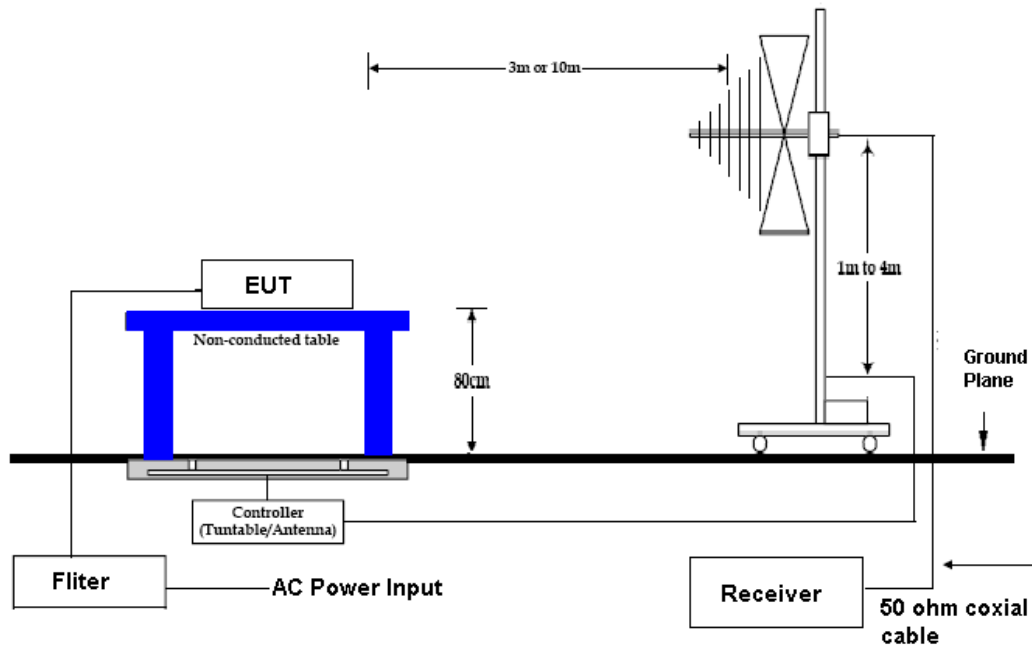 3m or 10m
1m to 4m
EUT
Non-conducted table
80cm
Ground
Plane
Controller
(Tuntable/Antenna)
Fliter
AC Power Input
Receiver
50 ohm coxial
cable